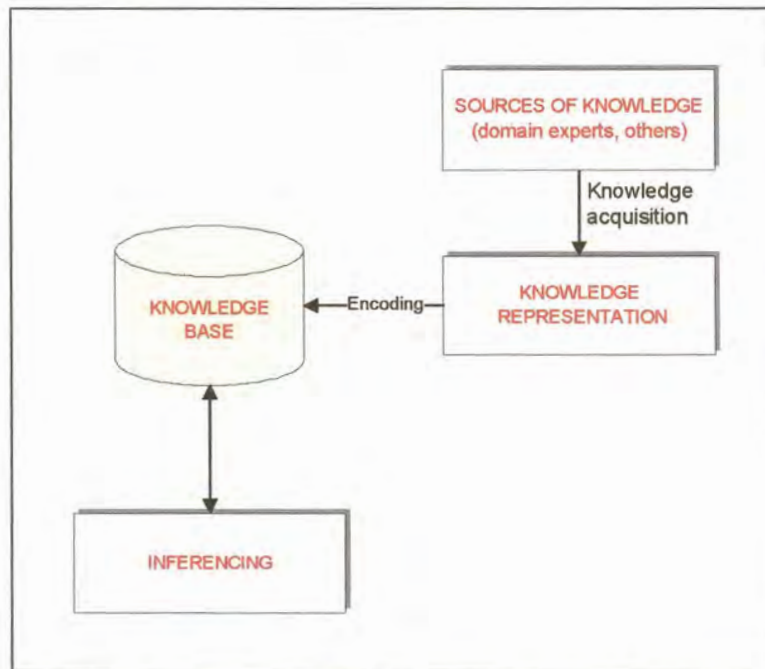 SOURCES OF KNOWLEDGE
(domain experts, others)
Knowledge
acquisition
KNOWLEDGE
REPRESENTATION
Encoding
KNOWLEDGE
BASE
INFERENCING